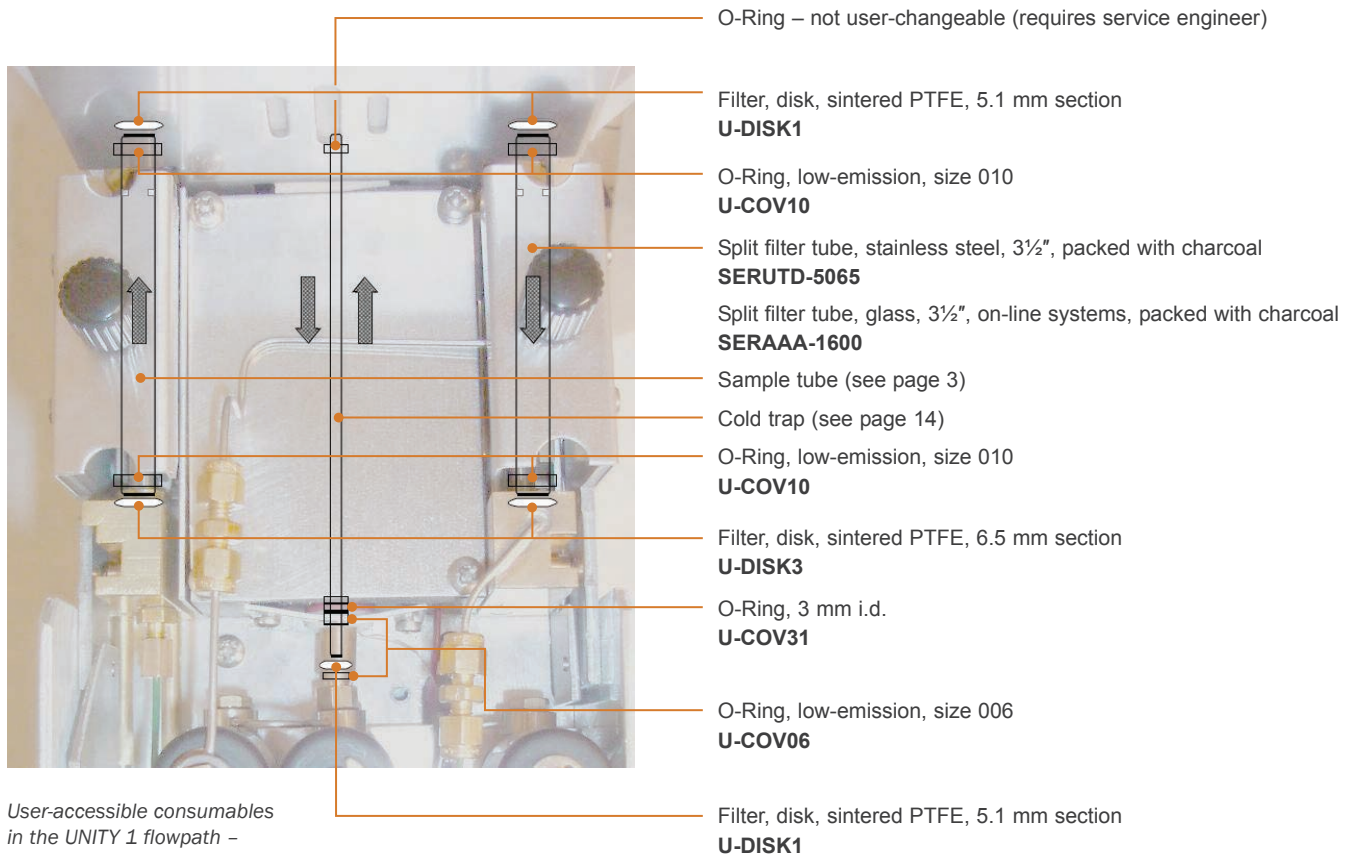 O-Ring – not user-changeable (requires service engineer)
Filter, disk, sintered PTFE, 5.1 mm section
U-DISK1
O-Ring, low-emission, size 010
U-COV10
Split filter tube, stainless steel, 3½″, packed with charcoal
SERUTD-5065
Split filter tube, glass, 3½″, on-line systems, packed with charcoal
SERAAA-1600
Sample tube (see page 3)
Cold trap (see page 14)
O-Ring, low-emission, size 010
U-COV10
Filter, disk, sintered PTFE, 6.5 mm section
U-DISK3
O-Ring, 3 mm i.d.
U-COV31
O-Ring, low-emission, size 006
U-COV06
Filter, disk, sintered PTFE, 5.1 mm section
U-DISK1
User-accessible consumables
in the UNITY 1 flowpath –